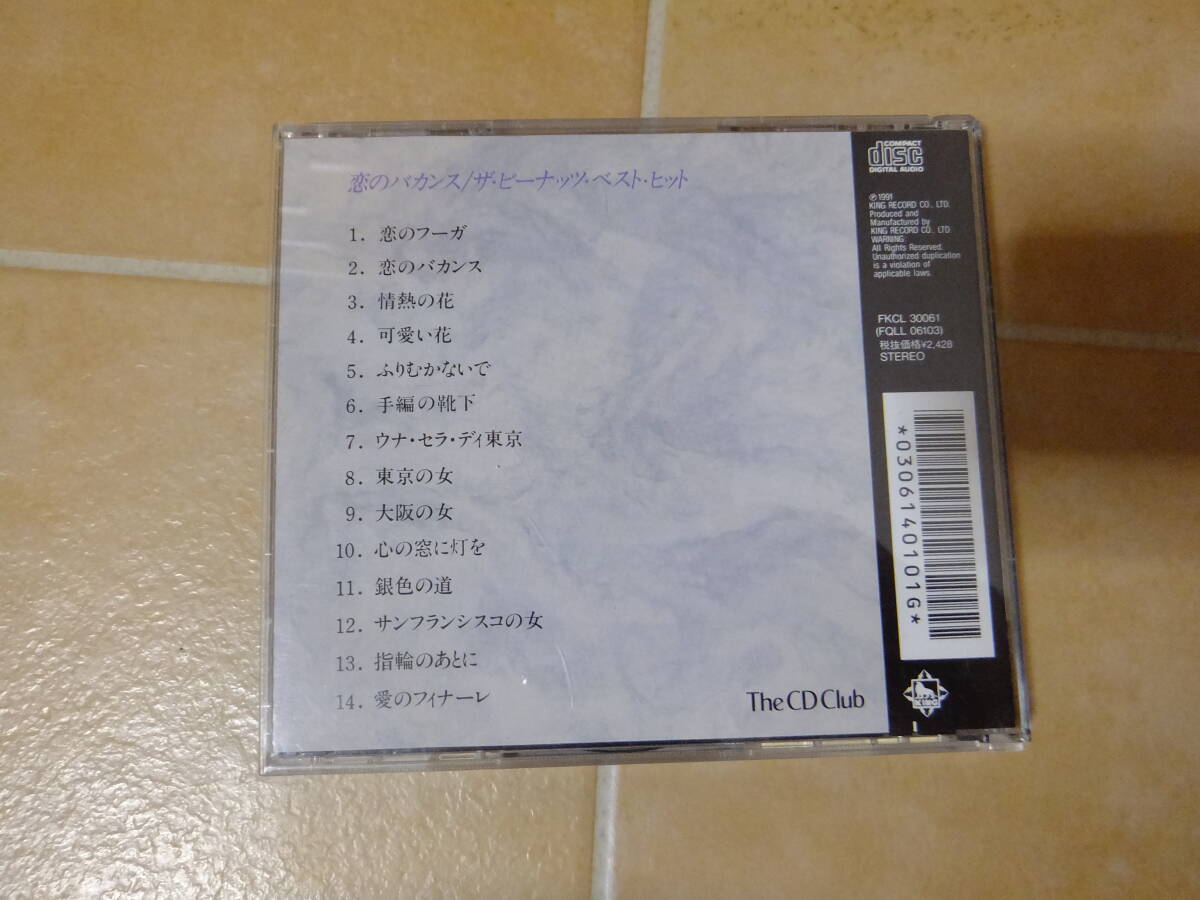 恋のバカンス/ザ・ピーナッツ・ベスト・ヒット
1. 恋のフーガ
2. 恋のバカンス
3. 情熱の花
4. 可愛い花
5. ふりむかないで
6. 手編の靴下
7. ウナ・セラ・ディ東京
8. 東京の女
9. 大阪の女
10. 心の窓に灯を
11. 銀色の道
12. サンフランシスコの女
13. 指輪のあとに
14. 愛のフィナーレ
The CD Club
COMPACT
disc
DIGITAL AUDIO
℗1991
KING RECORD CO., LTD.
Produced and
Manufactured by
KING RECORD CO., LTD.
WARNING:
All Rights Reserved.
Unauthorized duplication
is a violation of
applicable laws.
FKCL 30061
(FQLL 06103)
税抜価格¥2,428
STEREO
*0306140101G*
KING